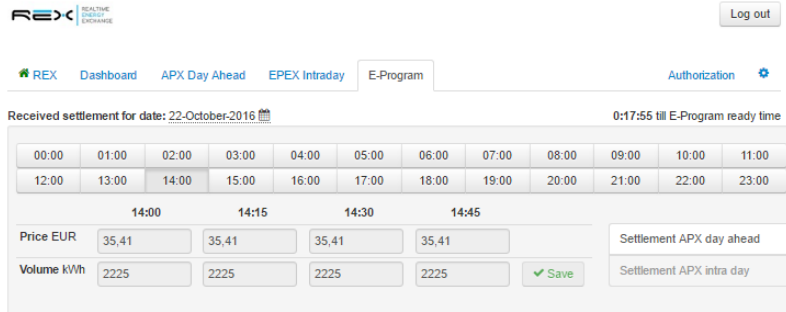 REX REALTIME
ENERGY
EXCHANGE
Log out
REX Dashboard APX Day Ahead EPEX Intraday E-Program Authorization
Received settlement for date: 22-October-2016 0:17:55 till E-Program ready time
00:00 01:00 02:00 03:00 04:00 05:00 06:00 07:00 08:00 09:00 10:00 11:00
12:00 13:00 14:00 15:00 16:00 17:00 18:00 19:00 20:00 21:00 22:00 23:00
14:00 14:15 14:30 14:45
Price EUR 35,41 35,41 35,41 35,41 Settlement APX day ahead
Volume kWh 2225 2225 2225 2225 Save Settlement APX intra day